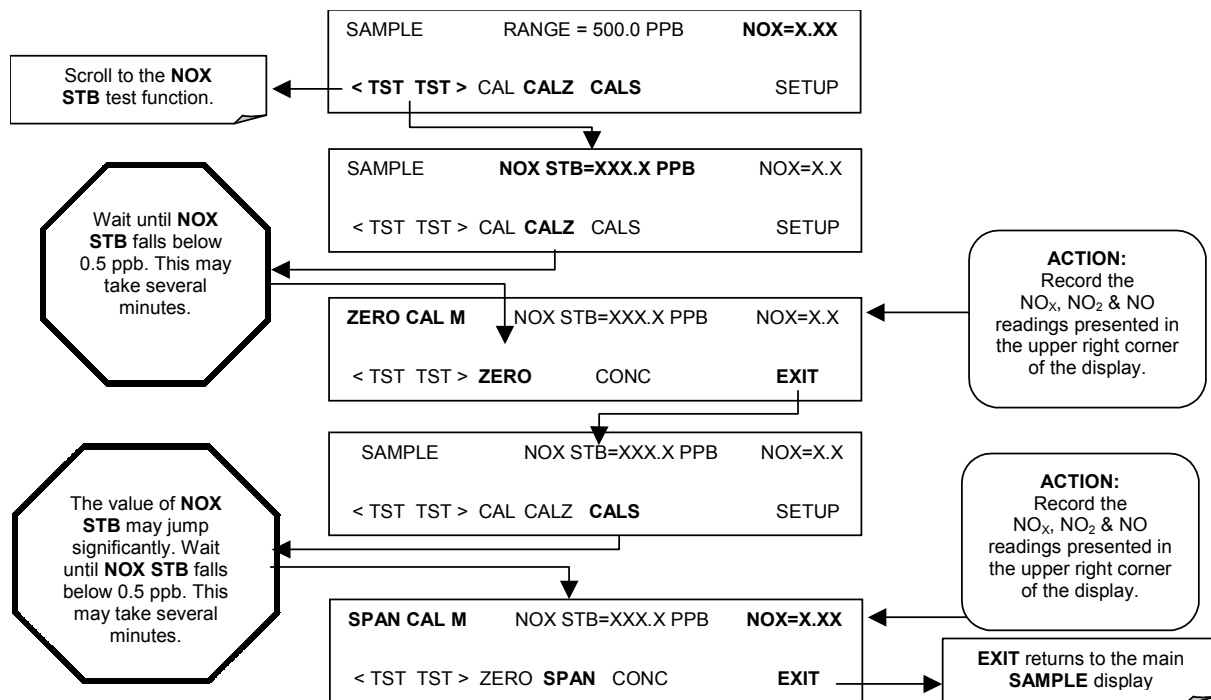 SAMPLE RANGE = 500.0 PPB NOX=X.XX
< TST TST > CAL CALZ CALS SETUP
Scroll to the NOX
STB test function.
SAMPLE NOX STB=XXX.X PPB NOX=X.X
< TST TST > CAL CALZ CALS SETUP
Wait until NOX
STB falls below
0.5 ppb. This may
take several
minutes.
ZERO CAL M NOX STB=XXX.X PPB NOX=X.X
< TST TST > ZERO CONC EXIT
ACTION:
Record the
NOX, NO2 & NO
readings presented in
the upper right corner
of the display.
SAMPLE NOX STB=XXX.X PPB NOX=X.X
< TST TST > CAL CALZ CALS SETUP
The value of NOX
STB may jump
significantly. Wait
until NOX STB falls
below 0.5 ppb. This
may take several
minutes.
SPAN CAL M NOX STB=XXX.X PPB NOX=X.XX
< TST TST > ZERO SPAN CONC EXIT
ACTION:
Record the
NOX, NO2 & NO
readings presented in
the upper right corner
of the display.
EXIT returns to the main
SAMPLE display